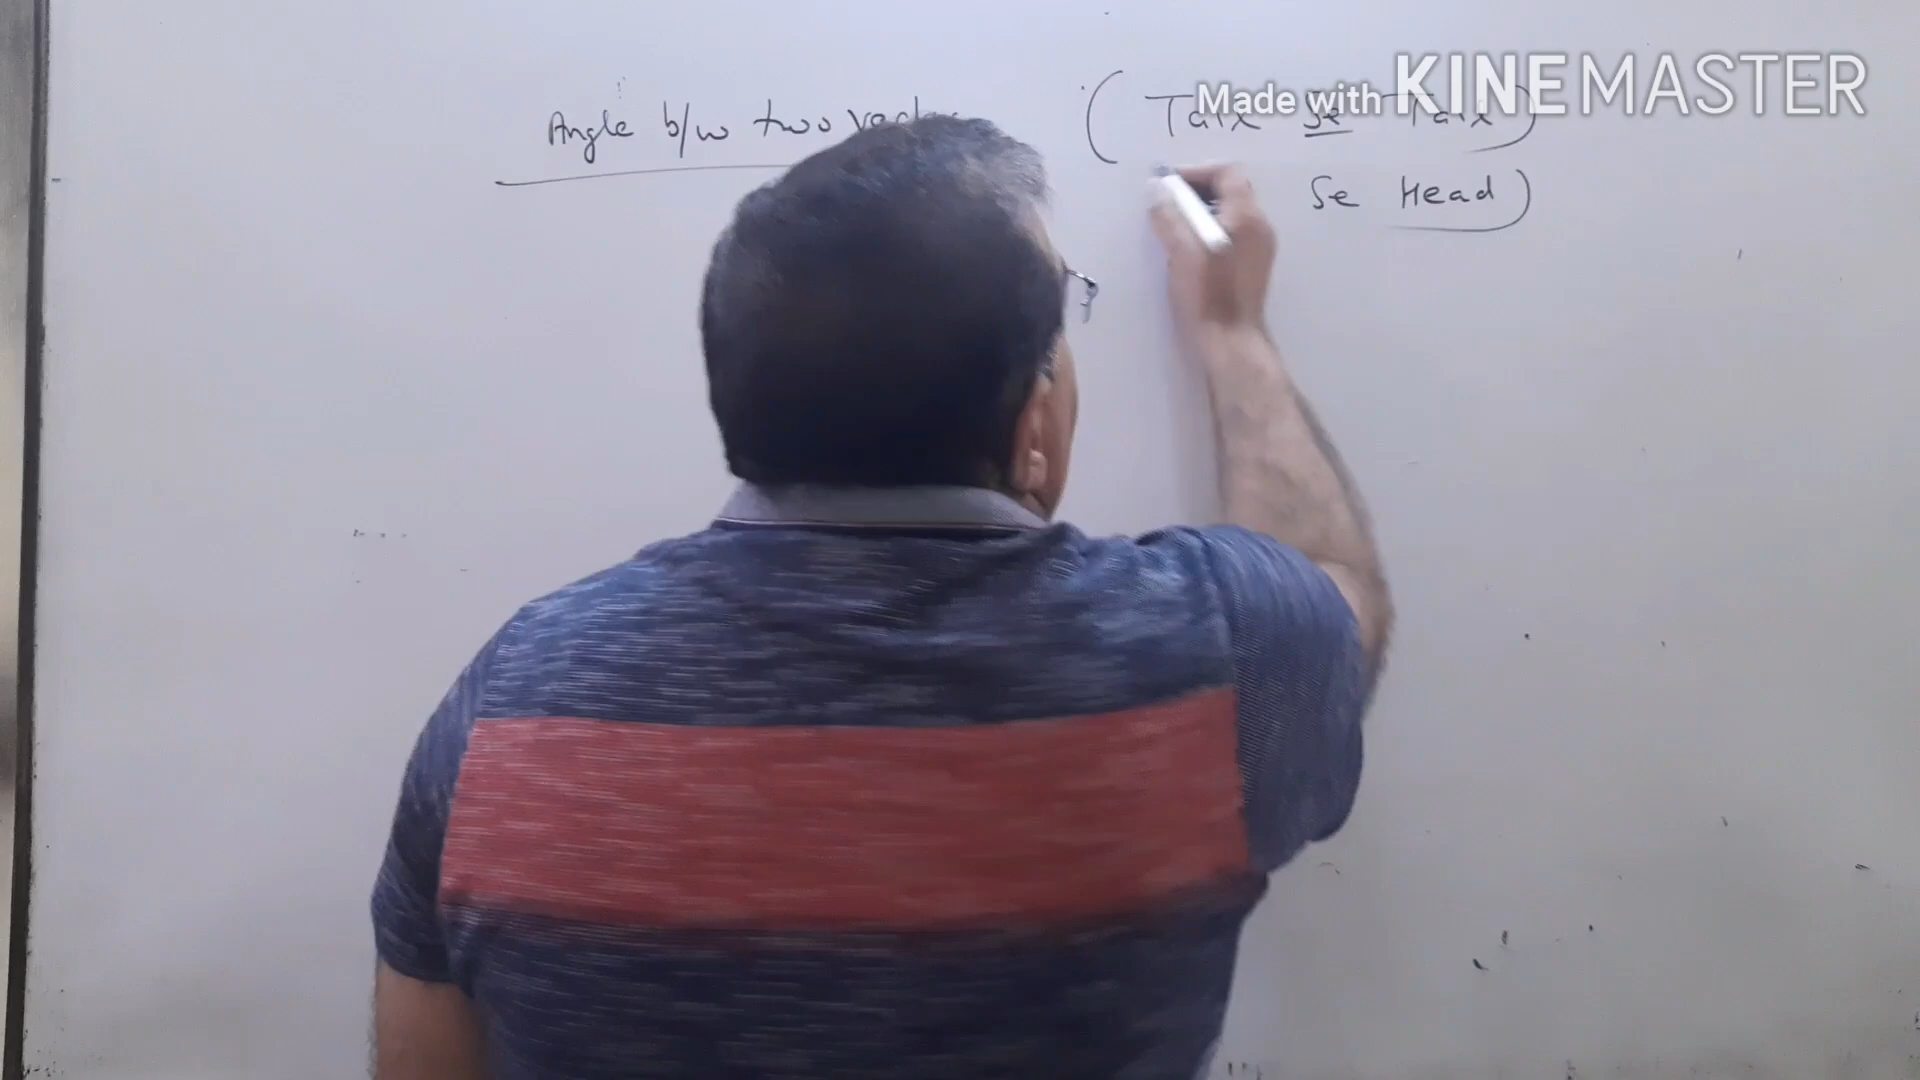 Made with KINEMASTER
Angle b/w two
( Tail Se Tail )
Se Head )